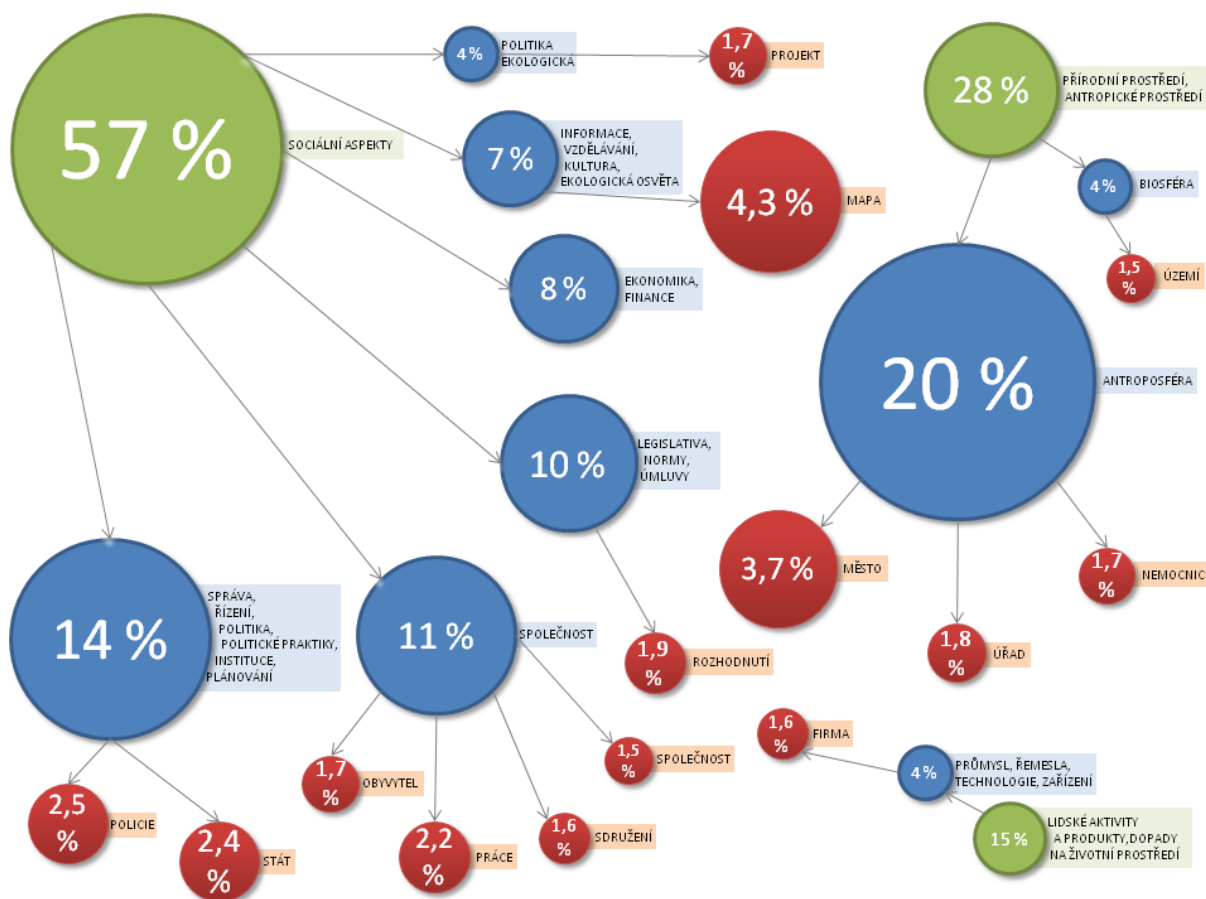 57 %
SOCIÁLNÍ ASPEKTY
4%
POLITIKA
EKOLOGICKÁ
1,7
%
PROJEKT
7 %
INFORMACE,
VZDĚLÁVÁNÍ,
KULTURA,
EKOLOGICKÁ OSVĚTA
4,3 %
MAPA
8 %
EKONOMIKA,
FINANCE
10 %
LEGISLATIVA,
NORMY,
ÚMLUVY
1,9
%
ROZHODNUTÍ
14 %
SPRÁVA,
ŘÍZENÍ,
POLITIKA,
POLITICKÉ PRAKTIKY,
INSTITUCE,
PLÁNOVÁNÍ
2,5
%
POLICIE
2,4
%
STÁT
11 %
SPOLEČNOST
1,7
%
OBYVYTEL
2,2
%
PRÁCE
1,6
%
SDRUŽENÍ
1,5
%
SPOLEČNOST
28 %
PŘÍRODNÍ PROSTŘEDÍ,
ANTROPICKÉ PROSTŘEDÍ
4%
BIOSFÉRA
1,5
%
ÚZEMÍ
20 %
ANTROPOSFÉRA
3,7 %
MĚSTO
1,8
%
ÚŘAD
1,7
%
NEMOCNIC
1,6
%
FIRMA
4%
PRŮMYSL, ŘEMESLA,
TECHNOLOGIE, ZAŘÍZENÍ
15 %
LIDSKÉ AKTIVITY
A PRODUKTY, DOPADY
NA ŽIVOTNÍ PROSTŘEDÍ